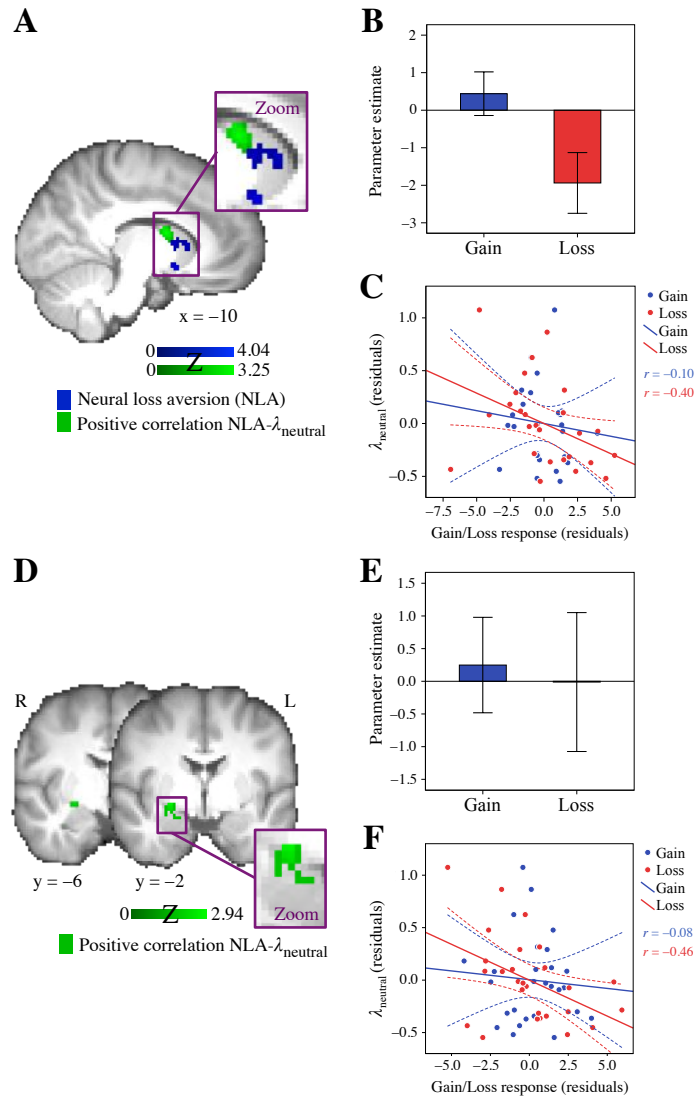 A
Zoom
x = −10
0 Z 4.04
0 3.25
Neural loss aversion (NLA)
Positive correlation NLA-λneutral
B
Parameter estimate
2
1
0
−1
−2
−3
Gain Loss
C
λneutral (residuals)
1.0
0.5
0.0
−0.5
−7.5 −5.0 −2.5 0.0 2.5 5.0
Gain/Loss response (residuals)
Gain
Loss
Gain
Loss
r = −0.10
r = −0.40
D
R L
y = −6 y = −2
Zoom
0 Z 2.94
Positive correlation NLA-λneutral
E
Parameter estimate
1.5
1.0
0.5
0.0
−0.5
−1.0
−1.5
Gain Loss
F
λneutral (residuals)
1.0
0.5
0.0
−0.5
−5.0 −2.5 0.0 2.5 5.0
Gain/Loss response (residuals)
Gain
Loss
Gain
Loss
r = −0.08
r = −0.46